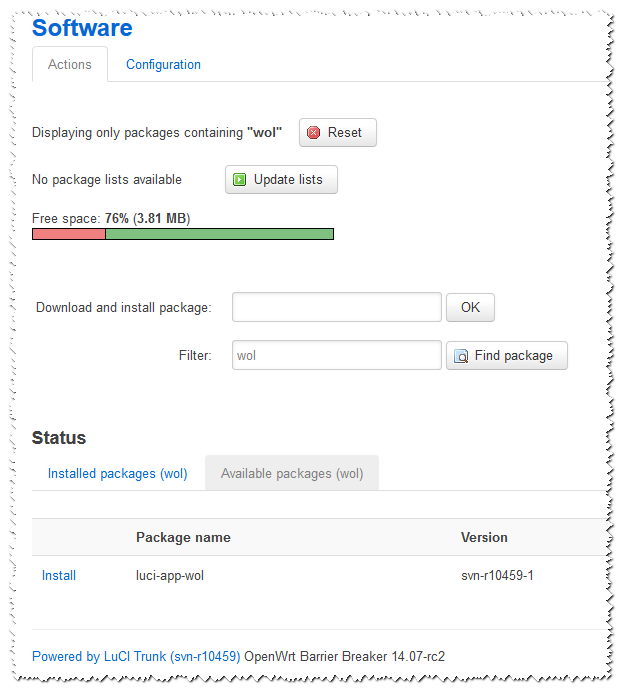 Software
Actions Configuration
Displaying only packages containing "wol" Reset
No package lists available Update lists
Free space: 76% (3.81 MB)
Download and install package: OK
Filter: wol Find package
Status
Installed packages (wol) Available packages (wol)
Package name Version
Install luci-app-wol svn-r10459-1
Powered by LuCI Trunk (svn-r10459) OpenWrt Barrier Breaker 14.07-rc2